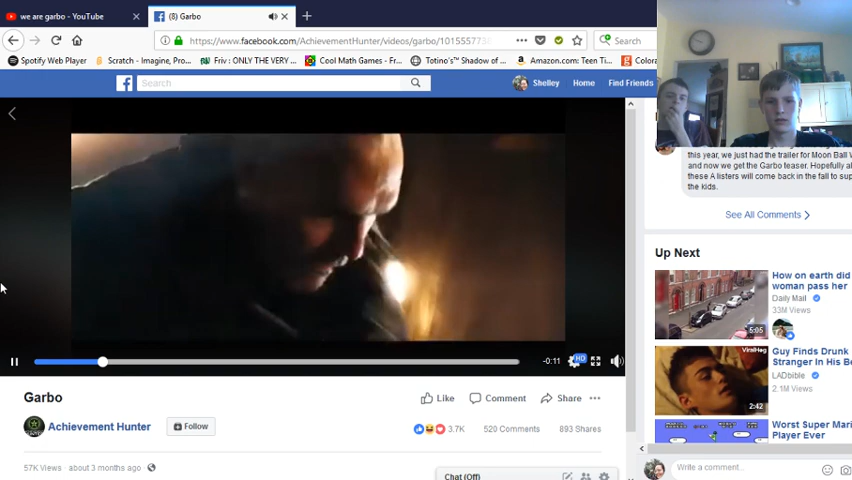 we are garbo - YouTube
(8) Garbo
https://www.facebook.com/AchievementHunter/videos/garbo/1015557738
Search
Spotify Web Player
Scratch - Imagine, Pro...
Friv : ONLY THE VERY ...
Cool Math Games - Fr...
Totino's™ Shadow of ...
Amazon.com: Teen Ti...
Colora
Search
Shelley
Home
Find Friends
this year, we just had the trailer for Moon Ball
and now we get the Garbo teaser. Hopefully
these A listers will come back in the fall to
the kids.
See All Comments
Up Next
How on earth did
woman pass her
Daily Mail
33M Views
5:05
Guy Finds Drunk
Stranger In His
LADbible
2.1M Views
ViralHog
2:42
Worst Super
Player Ever
-0:11
HD
Garbo
Like
Comment
Share
Achievement Hunter
Follow
3.7K
520 Comments
893 Shares
57K Views · about 3 months ago
Chat (Off)
Write a comment...